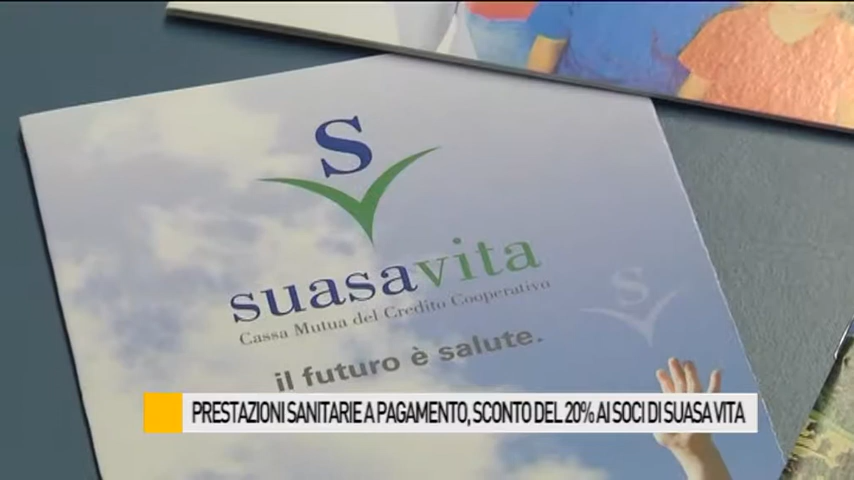 S
suasavita
Cassa Mutua del Credito Cooperativo
il futuro è salute.
S
PRESTAZIONI SANITARIE A PAGAMENTO, SCONTO DEL 20% AI SOCI DI SUASA VITA